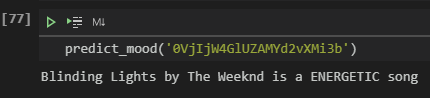 [77]
M↓
predict_mood('0VjIjW4GlUZAMYd2vXMi3b')
Blinding Lights by The Weeknd is a ENERGETIC song